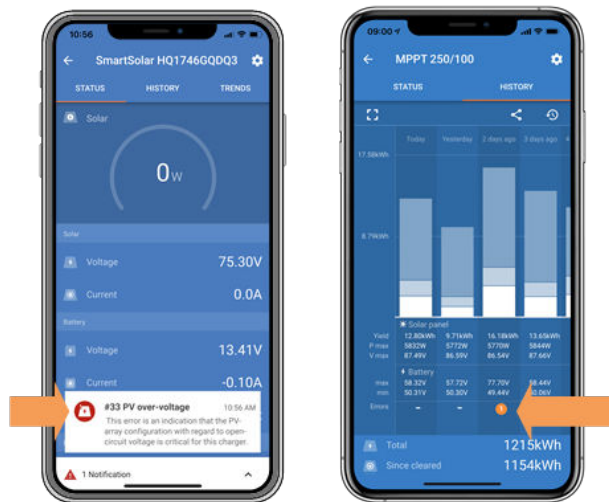 10:56
SmartSolar HQ1746GQDQ3
STATUS HISTORY TRENDS
Solar
0W
Solar
Voltage 75.30V
Current 0.0A
Battery
Voltage 13.41V
Current -0.10A
#33 PV over-voltage 10:56 AM
This error is an indication that the PV-
array configuration with regard to open-
circuit voltage is critical for this charger.
1 Notification
09:00
MPPT 250/100
STATUS HISTORY
Today Yesterday 2 days ago 3 days ago
17.58kWh
8.79kWh
Solar panel
Yield 12.80kWh 9.71kWh 16.18kWh 13.65kWh
P max 5832W 5772W 5770W 5844W
V max 87.49V 86.59V 86.54V 87.66V
Battery
max 58.32V 57.72V 77.70V 58.44V
min 50.31V 50.30V 49.44V 50.06V
Errors - - 1
Total 1215kWh
Since cleared 1154kWh